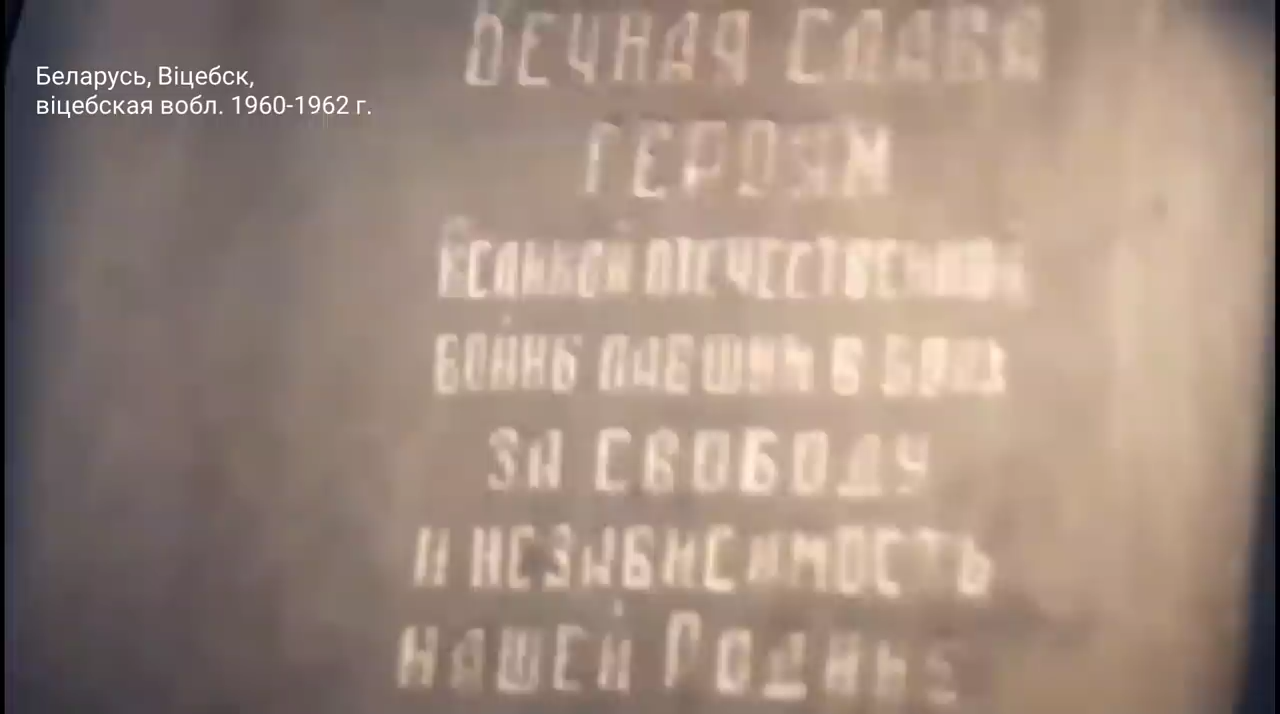 Беларусь, Віцебск,
віцебская вобл. 1960-1962 г.
ВЕЧНАЯ СЛАВА
ГЕРОЯМ
ВЕЛИКОЙ ОТЕЧЕСТВЕННОЙ
ВОЙНЫ ПАВШИМ В БОЯХ
ЗА СВОБОДУ
И НЕЗАВИСИМОСТЬ
НАШЕЙ РОДИНЫ